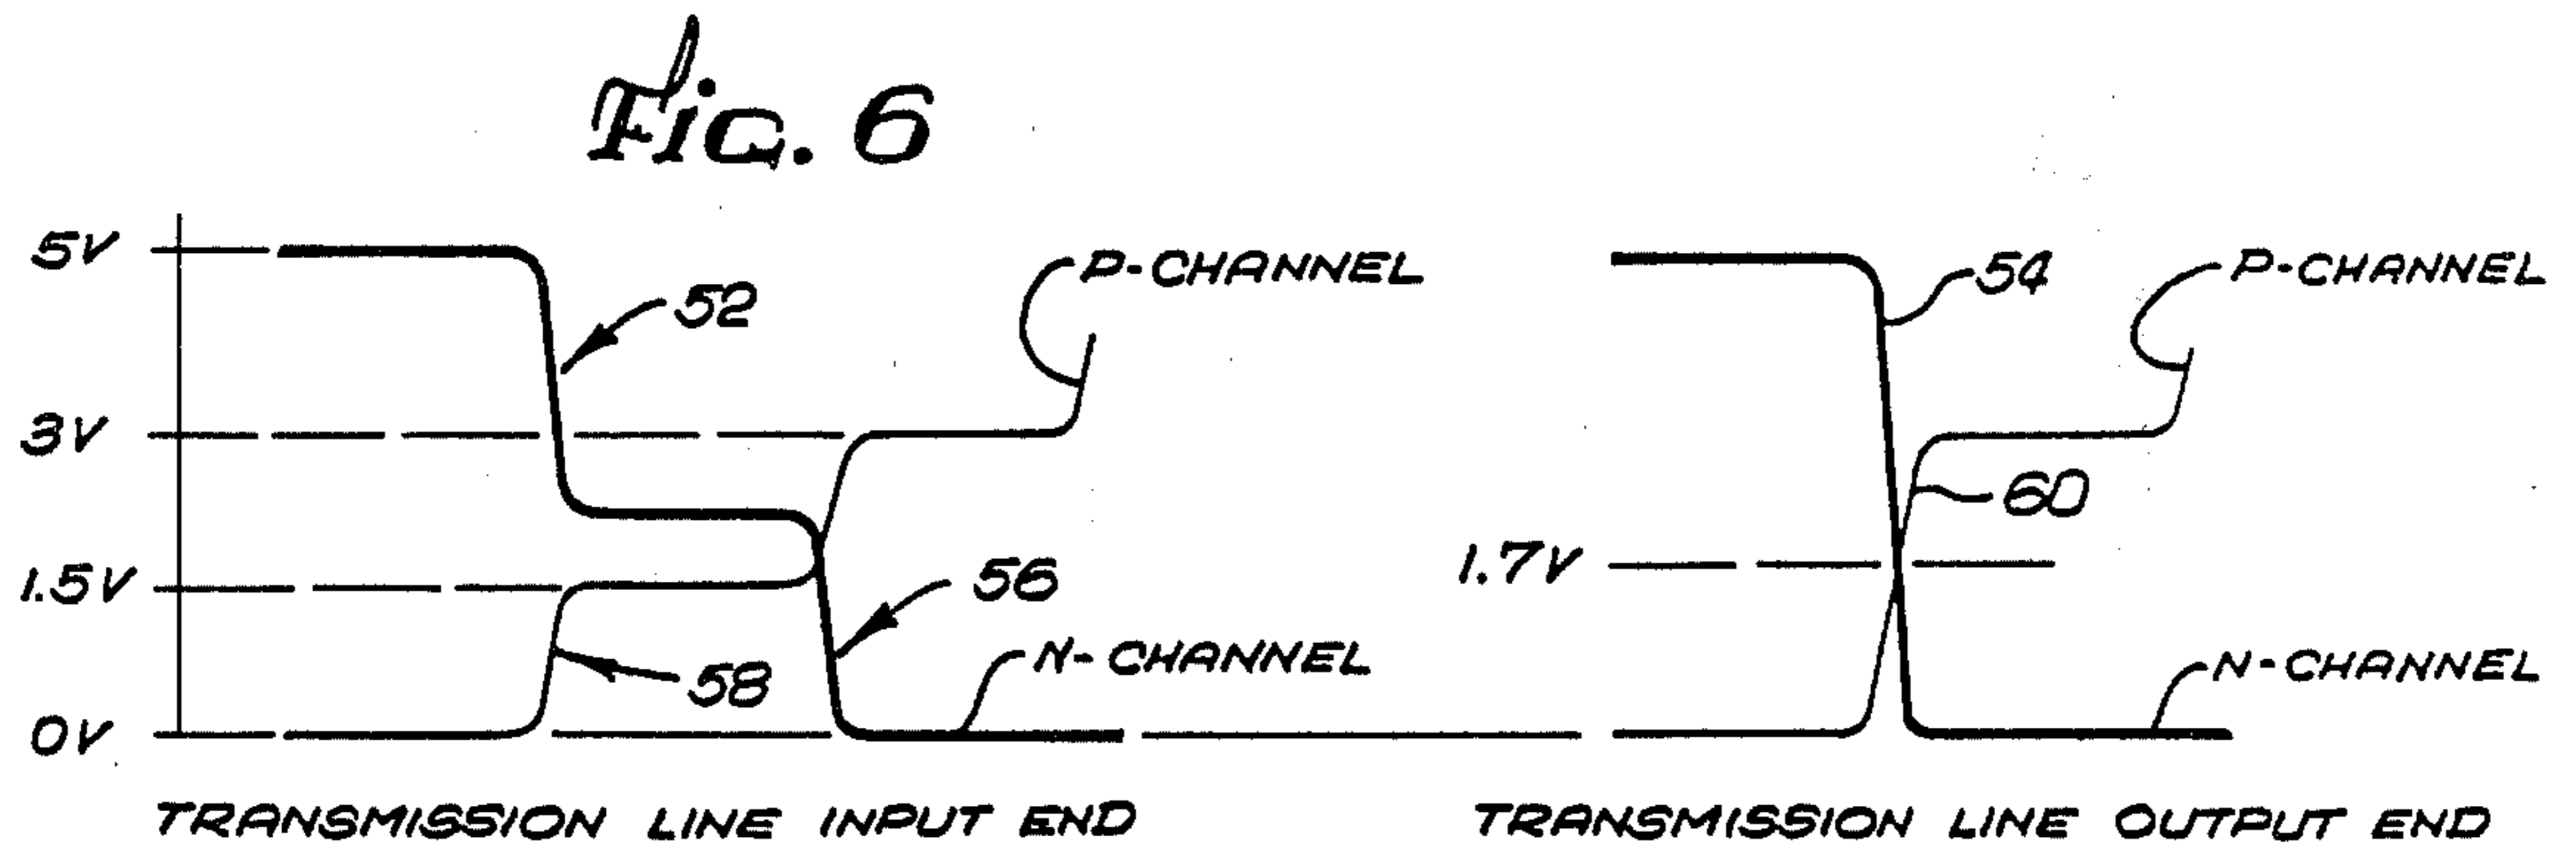 Fig. 6
5V
52
P-CHANNEL
54
P-CHANNEL
3V
60
1.7V
1.5V
56
58
N-CHANNEL
N-CHANNEL
0V
TRANSMISSION LINE INPUT END
TRANSMISSION LINE OUTPUT END